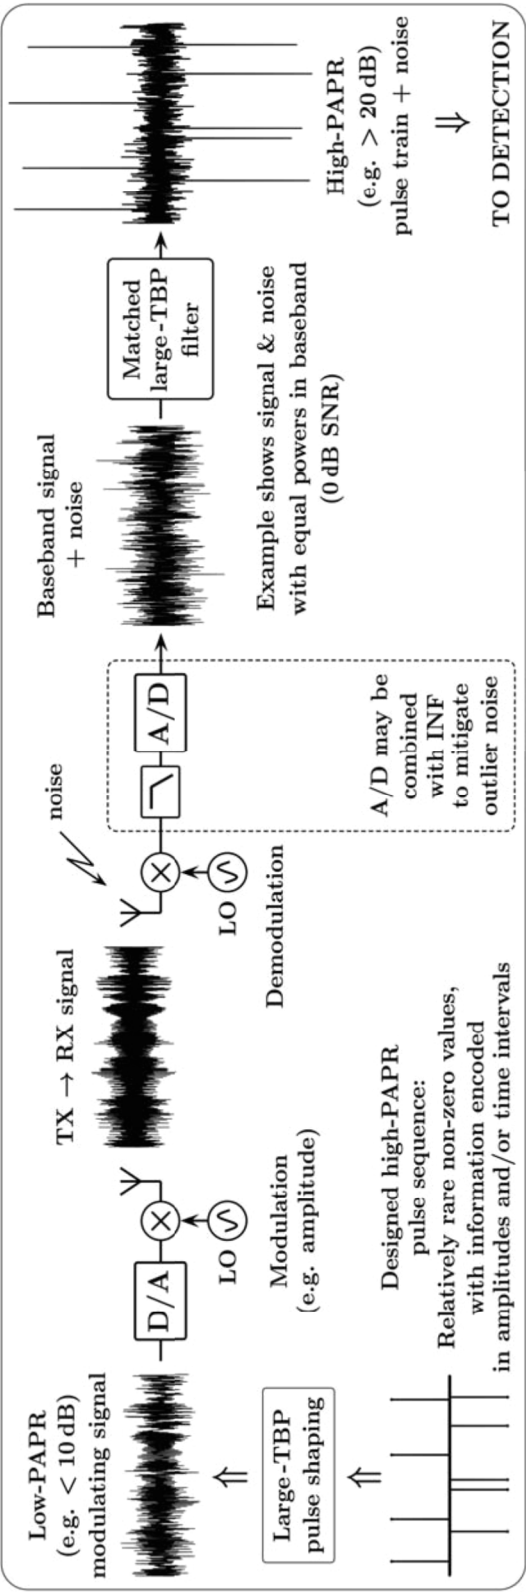 Low-PAPR
(e.g. < 10 dB)
modulating signal
Large-TBP
pulse shaping
Designed high-PAPR
pulse sequence:
Relatively rare non-zero values,
with information encoded
in amplitudes and/or time intervals
D/A
LO
Modulation
(e.g. amplitude)
TX → RX signal
noise
LO
Demodulation
A/D
A/D may be
combined
with INF
to mitigate
outlier noise
Baseband signal
+ noise
Example shows signal & noise
with equal powers in baseband
(0 dB SNR)
Matched
large-TBP
filter
High-PAPR
(e.g. > 20 dB)
pulse train + noise
TO DETECTION